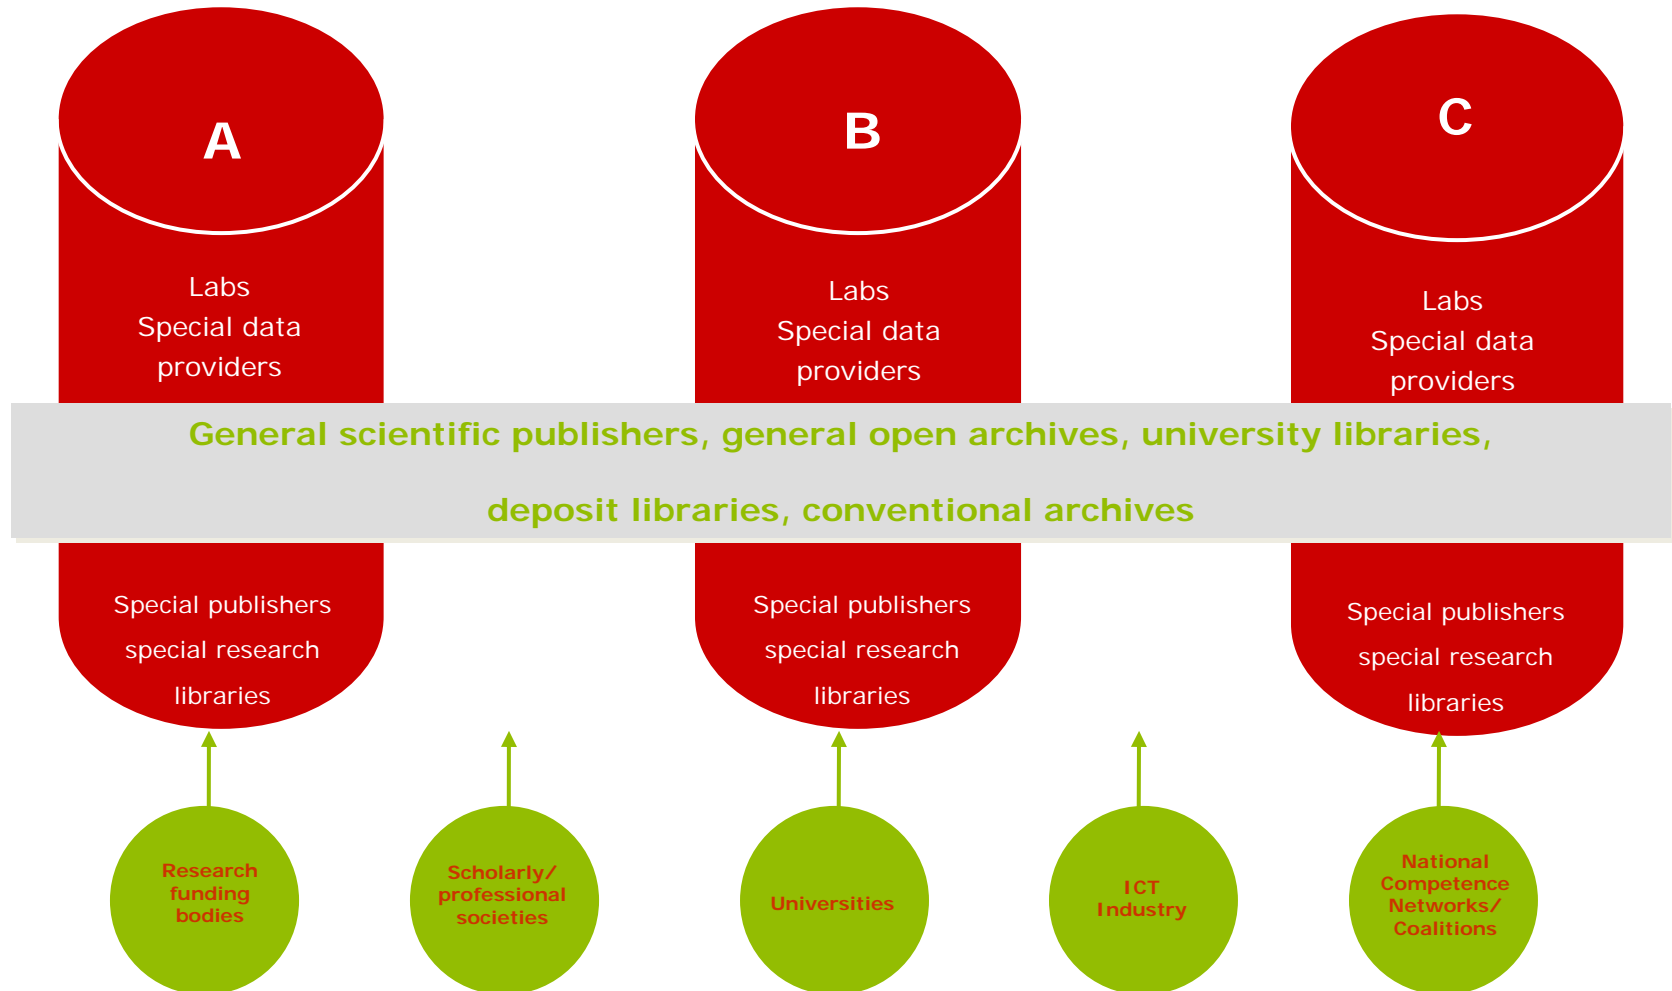 A
Labs
Special data
providers
B
Labs
Special data
providers
C
Labs
Special data
providers
General scientific publishers, general open archives, university libraries,
deposit libraries, conventional archives
Special publishers
special research
libraries
Special publishers
special research
libraries
Special publishers
special research
libraries
Research
funding
bodies
Scholarly/
professional
societies
Universities
ICT
Industry
National
Competence
Networks/
Coalitions